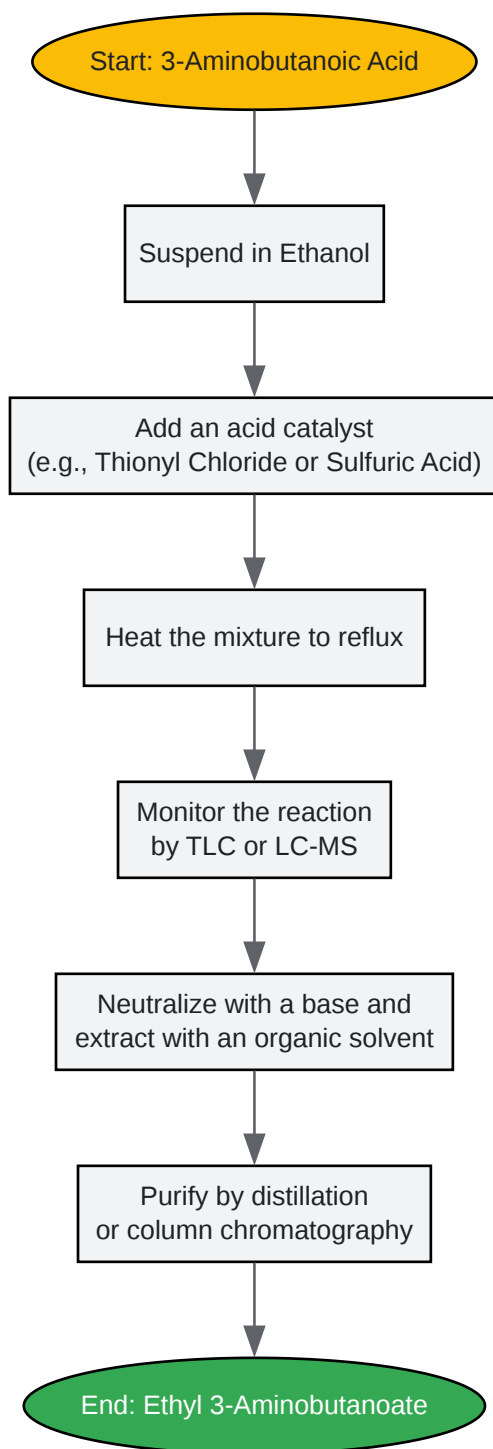 Start: 3-Aminobutanoic Acid
Suspend in Ethanol
Add an acid catalyst
(e.g., Thionyl Chloride or Sulfuric Acid)
Heat the mixture to reflux
Monitor the reaction
by TLC or LC-MS
Neutralize with a base and
extract with an organic solvent
Purify by distillation
or column chromatography
End: Ethyl 3-Aminobutanoate